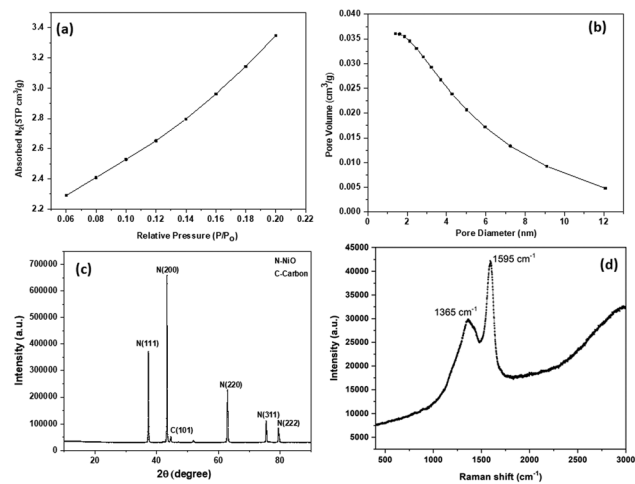 (a)
3.4
3.2
3.0
2.8
2.6
2.4
2.2
Absorbed N₂(STP cm³/g)
0.06 0.08 0.10 0.12 0.14 0.16 0.18 0.20 0.22
Relative Pressure (P/P₀)
(b)
0.040
0.035
0.030
0.025
0.020
0.015
0.010
0.005
0.000
Pore Volume (cm³/g)
0 2 4 6 8 10 12
Pore Diameter (nm)
(c)
N-NiO
C-Carbon
N(200)
N(111)
N(220)
N(311)
N(222)
C(101)
700000
600000
500000
400000
300000
200000
100000
0
Intensity (a.u.)
20 40 60 80
2θ (degree)
(d)
1595 cm⁻¹
1365 cm⁻¹
45000
40000
35000
30000
25000
20000
15000
10000
5000
Intensity (a.u.)
500 1000 1500 2000 2500 3000
Raman shift (cm⁻¹)